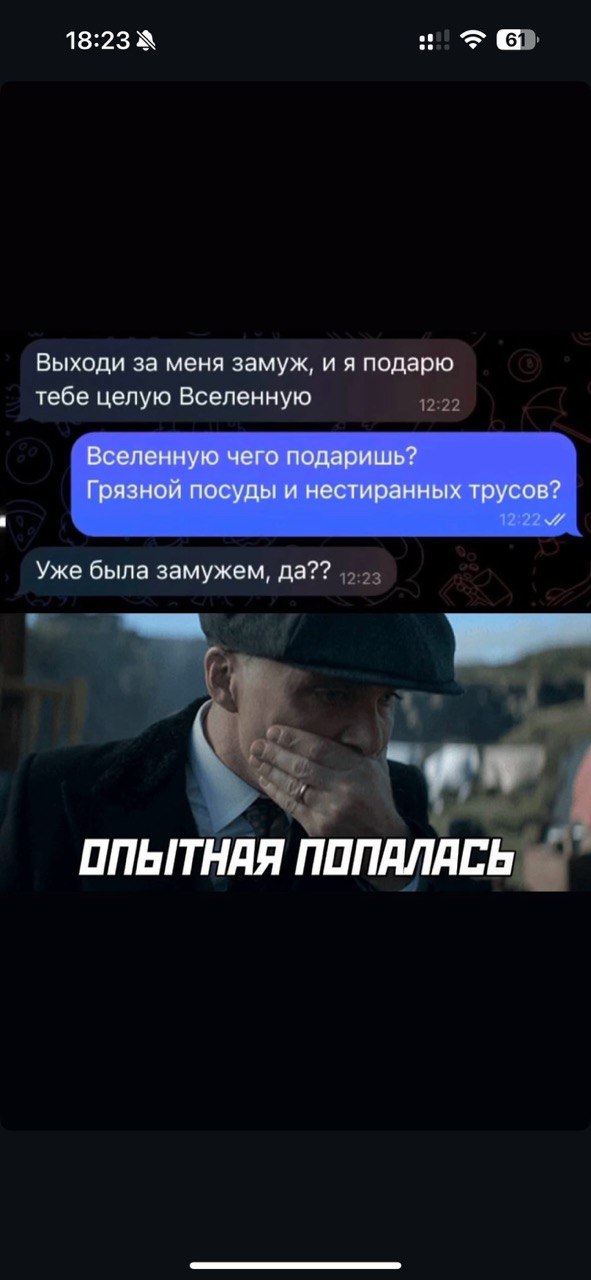 18:23
61
Выходи за меня замуж, и я подарю
тебе целую Вселенную
12:22
Вселенную чего подаришь?
Грязной посуды и нестиранных трусов?
12:22
Уже была замужем, да??
12:23
ОПЫТНАЯ ПОПАЛАСЬ